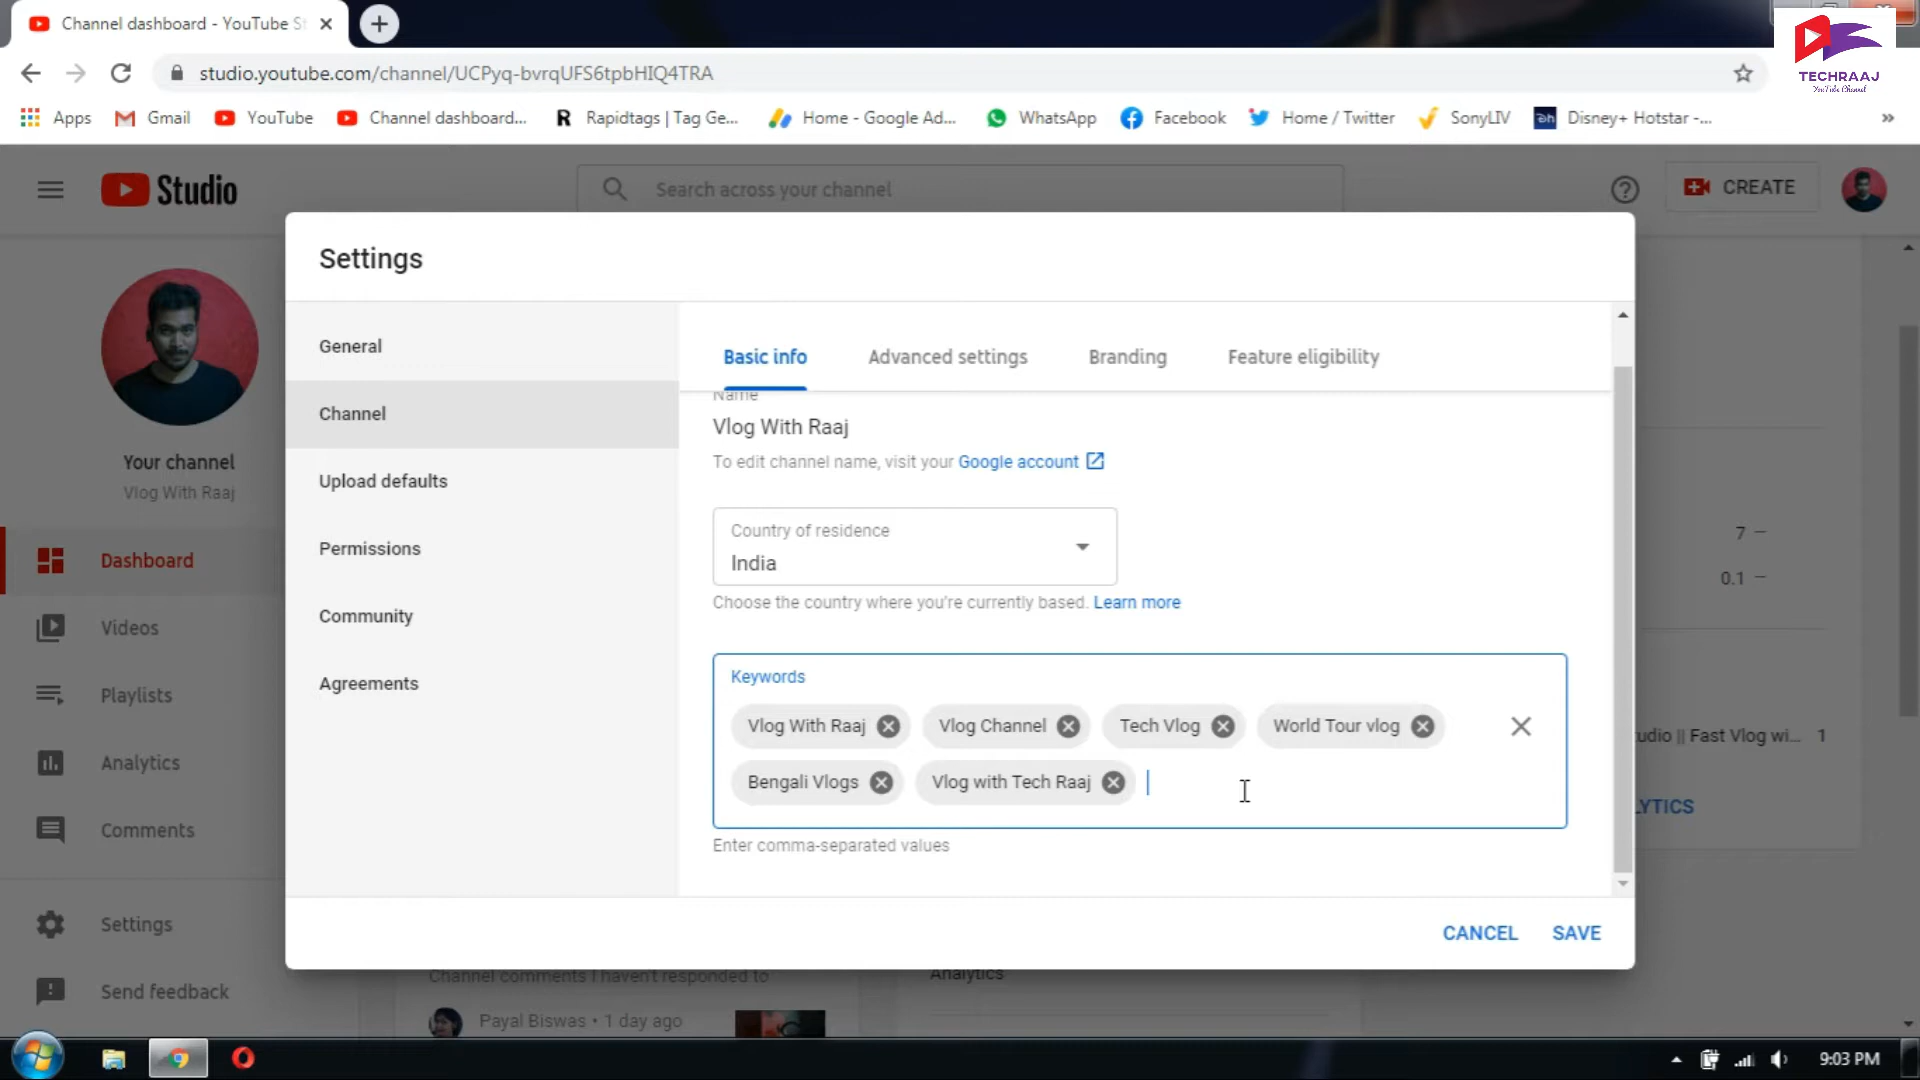 Channel dashboard - YouTube St
studio.youtube.com/channel/UCPyq-bvrqUFS6tpbHIQ4TRA
TECHRAAJ
YouTube Channel
Apps Gmail YouTube Channel dashboard... Rapidtags | Tag Ge... Home - Google Ad... WhatsApp Facebook Home / Twitter SonyLIV Disney+ Hotstar -... »
Studio Search across your channel CREATE
Settings
General
Channel
Upload defaults
Permissions
Community
Agreements
Basic info Advanced settings Branding Feature eligibility
Name
Vlog With Raaj
To edit channel name, visit your Google account
Country of residence
India
Choose the country where you're currently based. Learn more
Keywords
Vlog With Raaj Vlog Channel Tech Vlog World Tour vlog
Bengali Vlogs Vlog with Tech Raaj
Enter comma-separated values
CANCEL SAVE
Your channel
Vlog With Raaj
Dashboard
Videos
Playlists
Analytics
Comments
Settings
Send feedback
7 —
0.1 —
udio || Fast Vlog wi... 1
YTICS
Channel comments I haven't responded to
Payal Biswas • 1 day ago
Analytics
9:03 PM